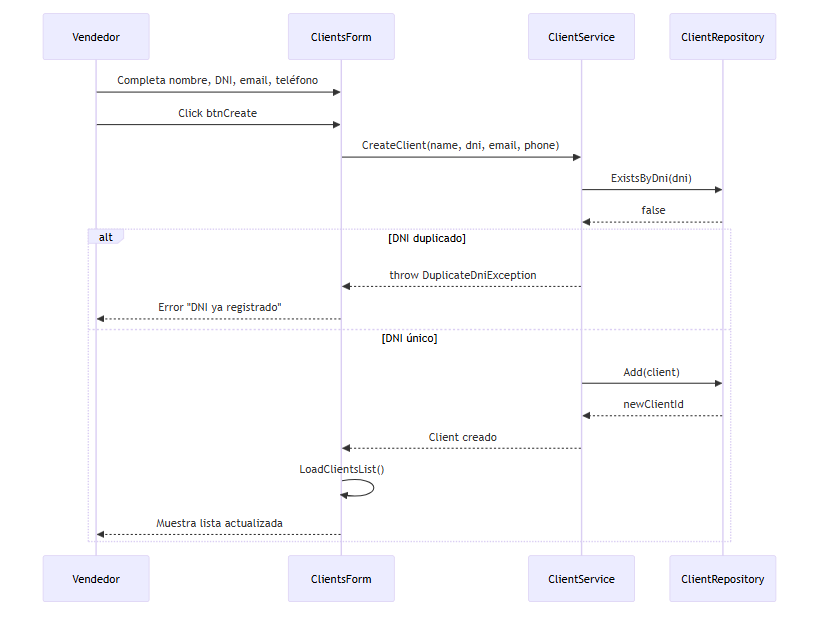 Vendedor ClientsForm ClientService ClientRepository
Completa nombre, DNI, email, teléfono
Click btnCreate
CreateClient(name, dni, email, phone)
ExistsByDni(dni)
false
alt [DNI duplicado]
throw DuplicateDniException
Error "DNI ya registrado"
[DNI único]
Add(client)
newClientId
Client creado
LoadClientsList()
Muestra lista actualizada
Vendedor ClientsForm ClientService ClientRepository